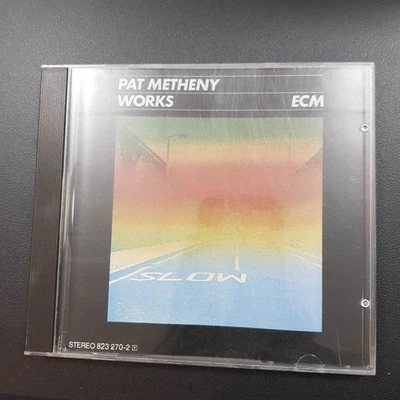 PAT METHENY
WORKS ECM
SLOW
STEREO 823 270-2 Y